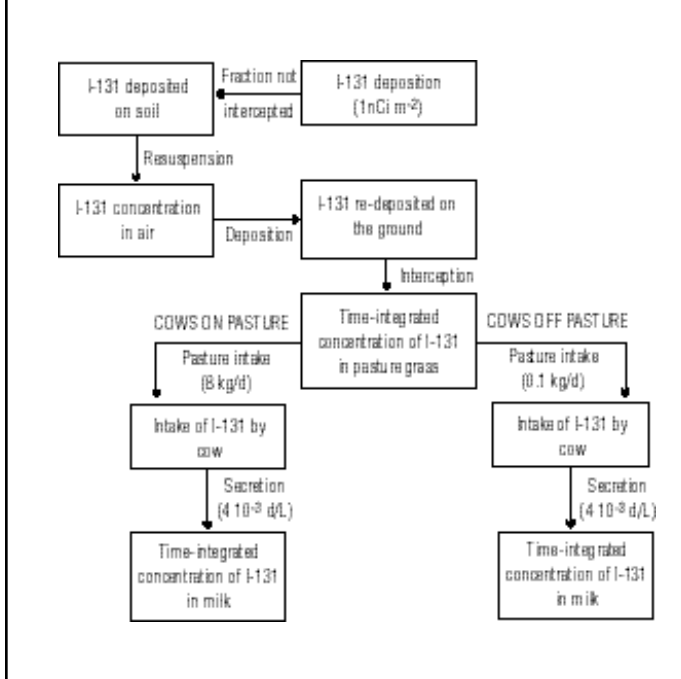 I-131 deposited
on soil
Fraction not
intercepted
I-131 deposition
(1nCi m-2)
Resuspension
I-131 concentration
in air
Deposition
I-131 re-deposited on
the ground
Interception
COWS ON PASTURE
Time-integrated
concentration of I-131
in pasture grass
COWS OFF PASTURE
Pasture intake
(8 kg/d)
Pasture intake
(0.1 kg/d)
Intake of I-131 by
cow
Intake of I-131 by
cow
Secretion
(4 10-3 d/L)
Secretion
(4 10-3 d/L)
Time-integrated
concentration of I-131
in milk
Time-integrated
concentration of I-131
in milk